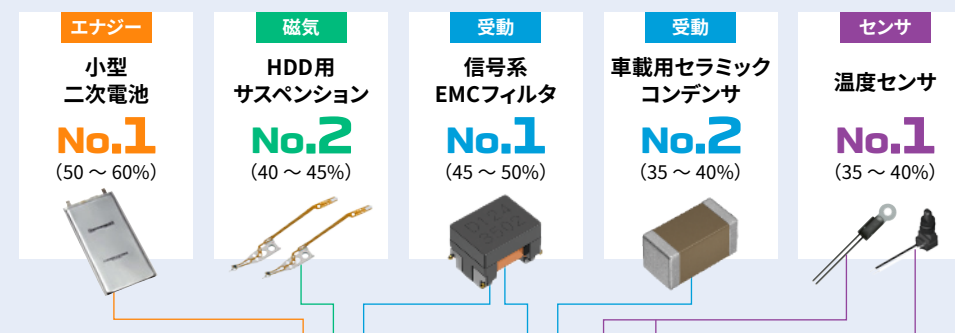 エナジー
小型
二次電池
No.1
(50 ～ 60%)
磁気
HDD用
サスペンション
No.2
(40 ～ 45%)
受動
信号系
EMCフィルタ
No.1
(45 ～ 50%)
D124
3502
受動
車載用セラミック
コンデンサ
No.2
(35 ～ 40%)
センサ
温度センサ
No.1
(35 ～ 40%)